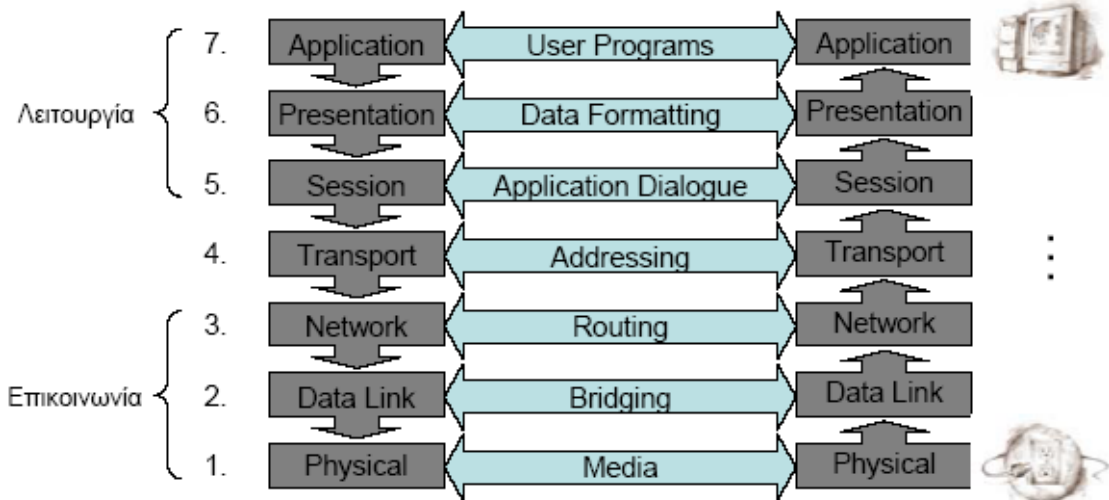 7. Application User Programs Application
Λειτουργία 6. Presentation Data Formatting Presentation
5. Session Application Dialogue Session
4. Transport Addressing Transport
3. Network Routing Network
Επικοινωνία 2. Data Link Bridging Data Link
1. Physical Media Physical